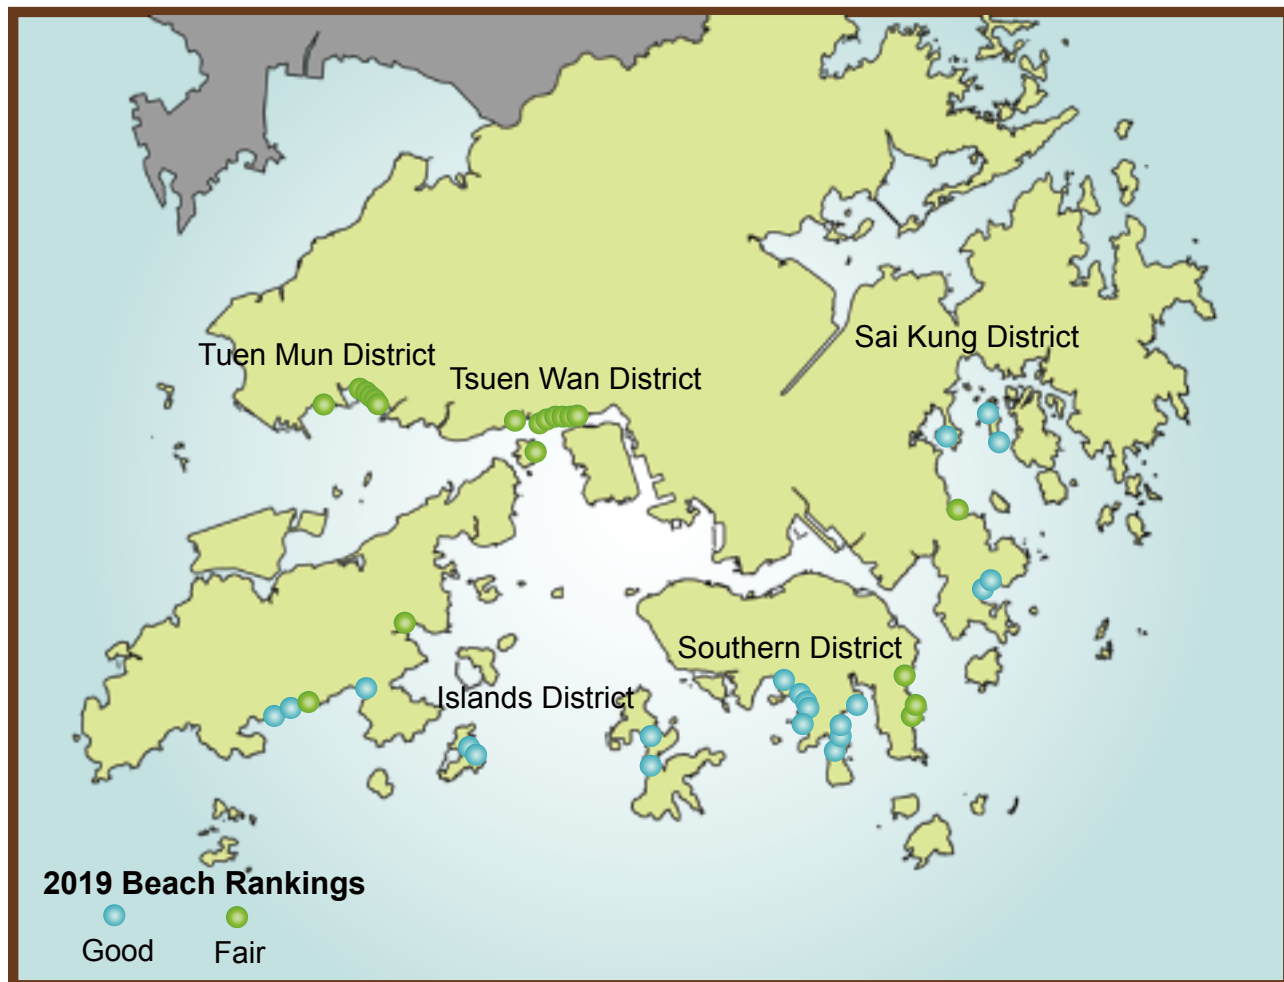 Tuen Mun District
Tsuen Wan District
Sai Kung District
Southern District
Islands District
2019 Beach Rankings
Good
Fair